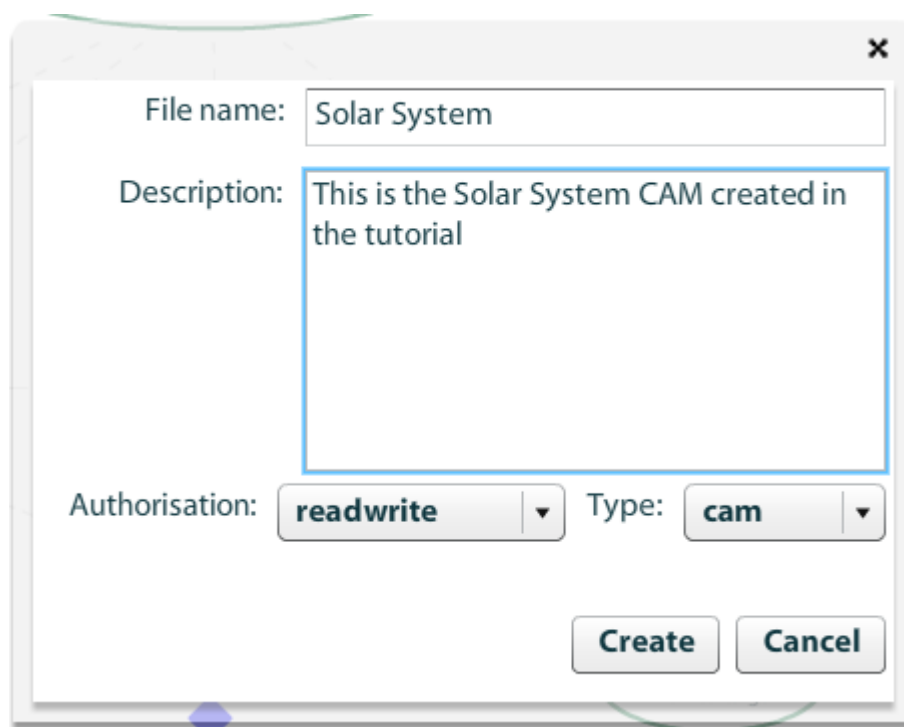 File name: Solar System
Description: This is the Solar System CAM created in
the tutorial
Authorisation: readwrite Type: cam
Create Cancel